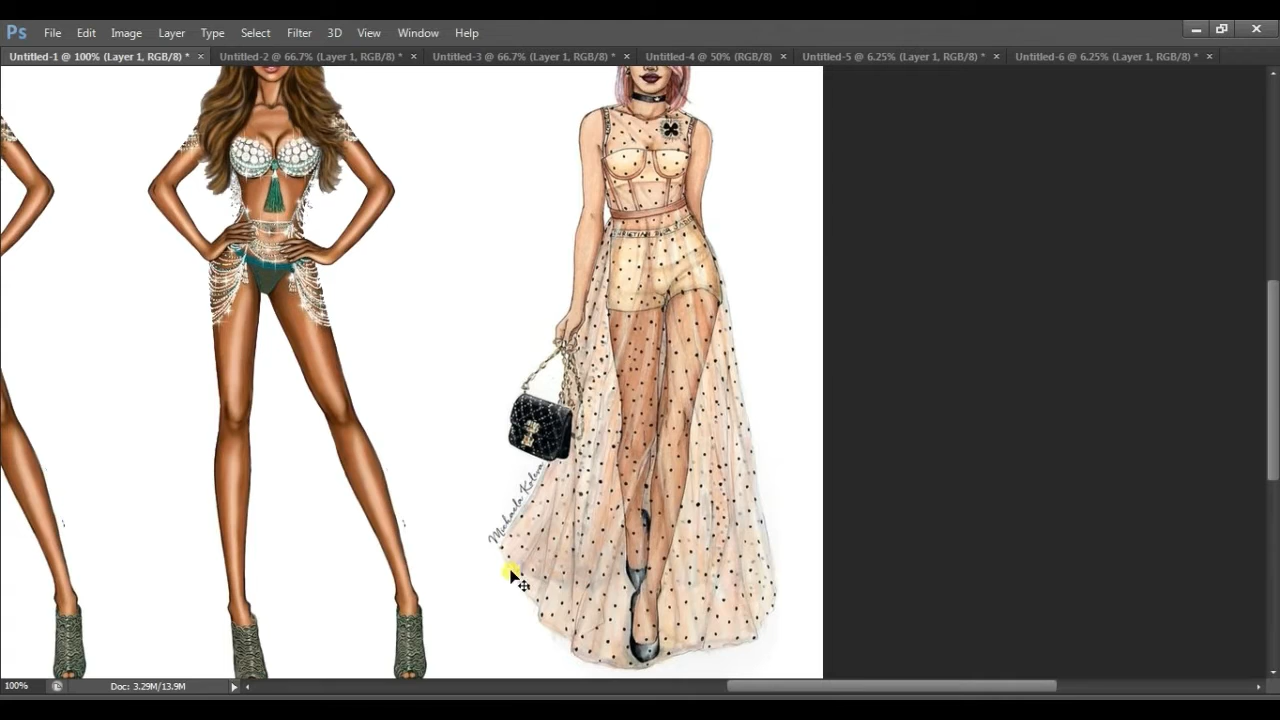 Ps File Edit Image Layer Type Select Filter 3D View Window Help
Untitled-1 @ 100% (Layer 1, RGB/8) * × Untitled-2 @ 66.7% (Layer 1, RGB/8) * × Untitled-3 @ 66.7% (Layer 1, RGB/8) * × Untitled-4 @ 50% (RGB/8) × Untitled-5 @ 6.25% (Layer 1, RGB/8) * × Untitled-6 @ 6.25% (Layer 1, RGB/8) * ×
CHRISTIAN
Michaela Koleva
100% Doc: 3.29M/13.9M